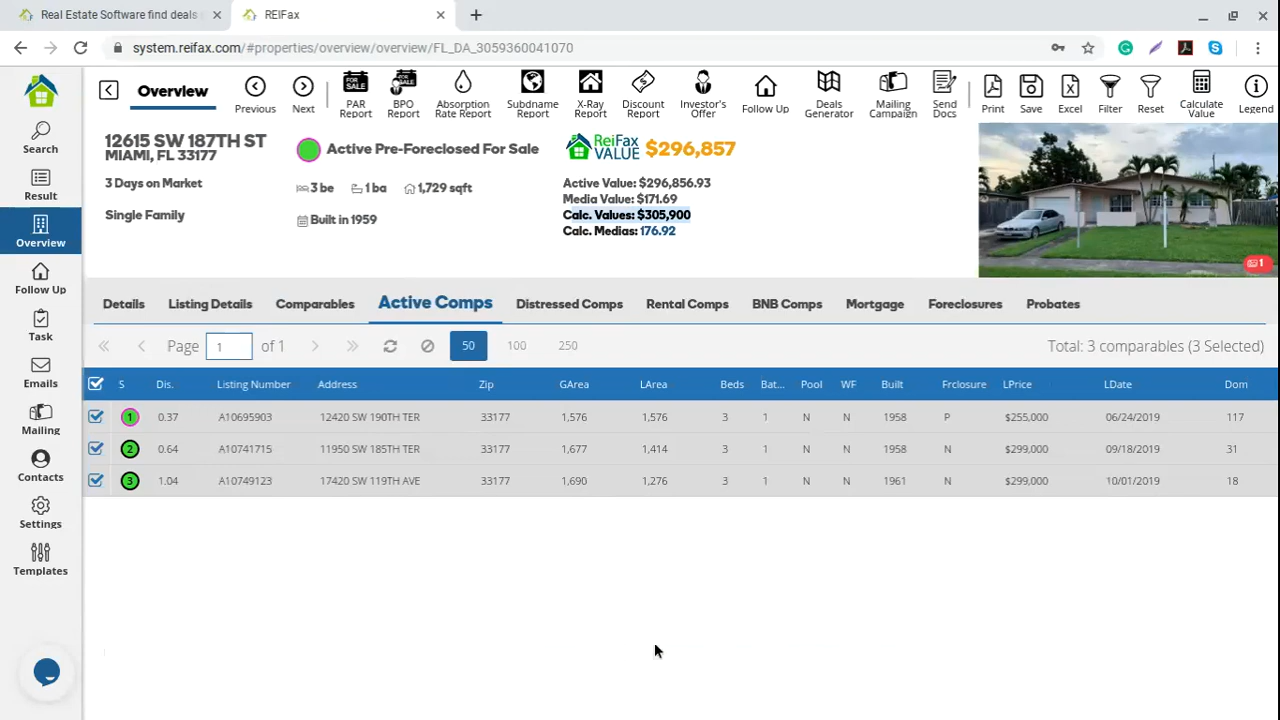 Real Estate Software find deals
REIFax
system.reifax.com/#properties/overview/overview/FL_DA_3059360041070
Overview
Previous
Next
FOR SALE
PAR Report
FOR SALE
BPO Report
Absorption Rate Report
Subdname Report
X-Ray Report
Discount Report
Investor's Offer
Follow Up
Deals Generator
Mailing Campaign
Send Docs
Print
Save
Excel
Filter
Reset
Calculate Value
Legend
Search
Result
Overview
Follow Up
Task
Emails
Mailing
Contacts
Settings
Templates
12615 SW 187TH ST
MIAMI, FL 33177
3 Days on Market
Single Family
Active Pre-Foreclosed For Sale
3 be 1 ba 1,729 sqft
Built in 1959
ReiFax VALUE $296,857
Active Value: $296,856.93
Media Value: $171.69
Calc. Values: $305,900
Calc. Medias: 176.92
1
Details Listing Details Comparables Active Comps Distressed Comps Rental Comps BNB Comps Mortgage Foreclosures Probates
Page 1 of 1 50 100 250 Total: 3 comparables (3 Selected)
S Dis. Listing Number Address Zip GArea LArea Beds Bat... Pool WF Built Frclosure LPrice LDate Dom
1 0.37 A10695903 12420 SW 190TH TER 33177 1,576 1,576 3 1 N N 1958 P $255,000 06/24/2019 117
2 0.64 A10741715 11950 SW 185TH TER 33177 1,677 1,414 3 1 N N 1958 N $299,000 09/18/2019 31
3 1.04 A10749123 17420 SW 119TH AVE 33177 1,690 1,276 3 1 N N 1961 N $299,000 10/01/2019 18